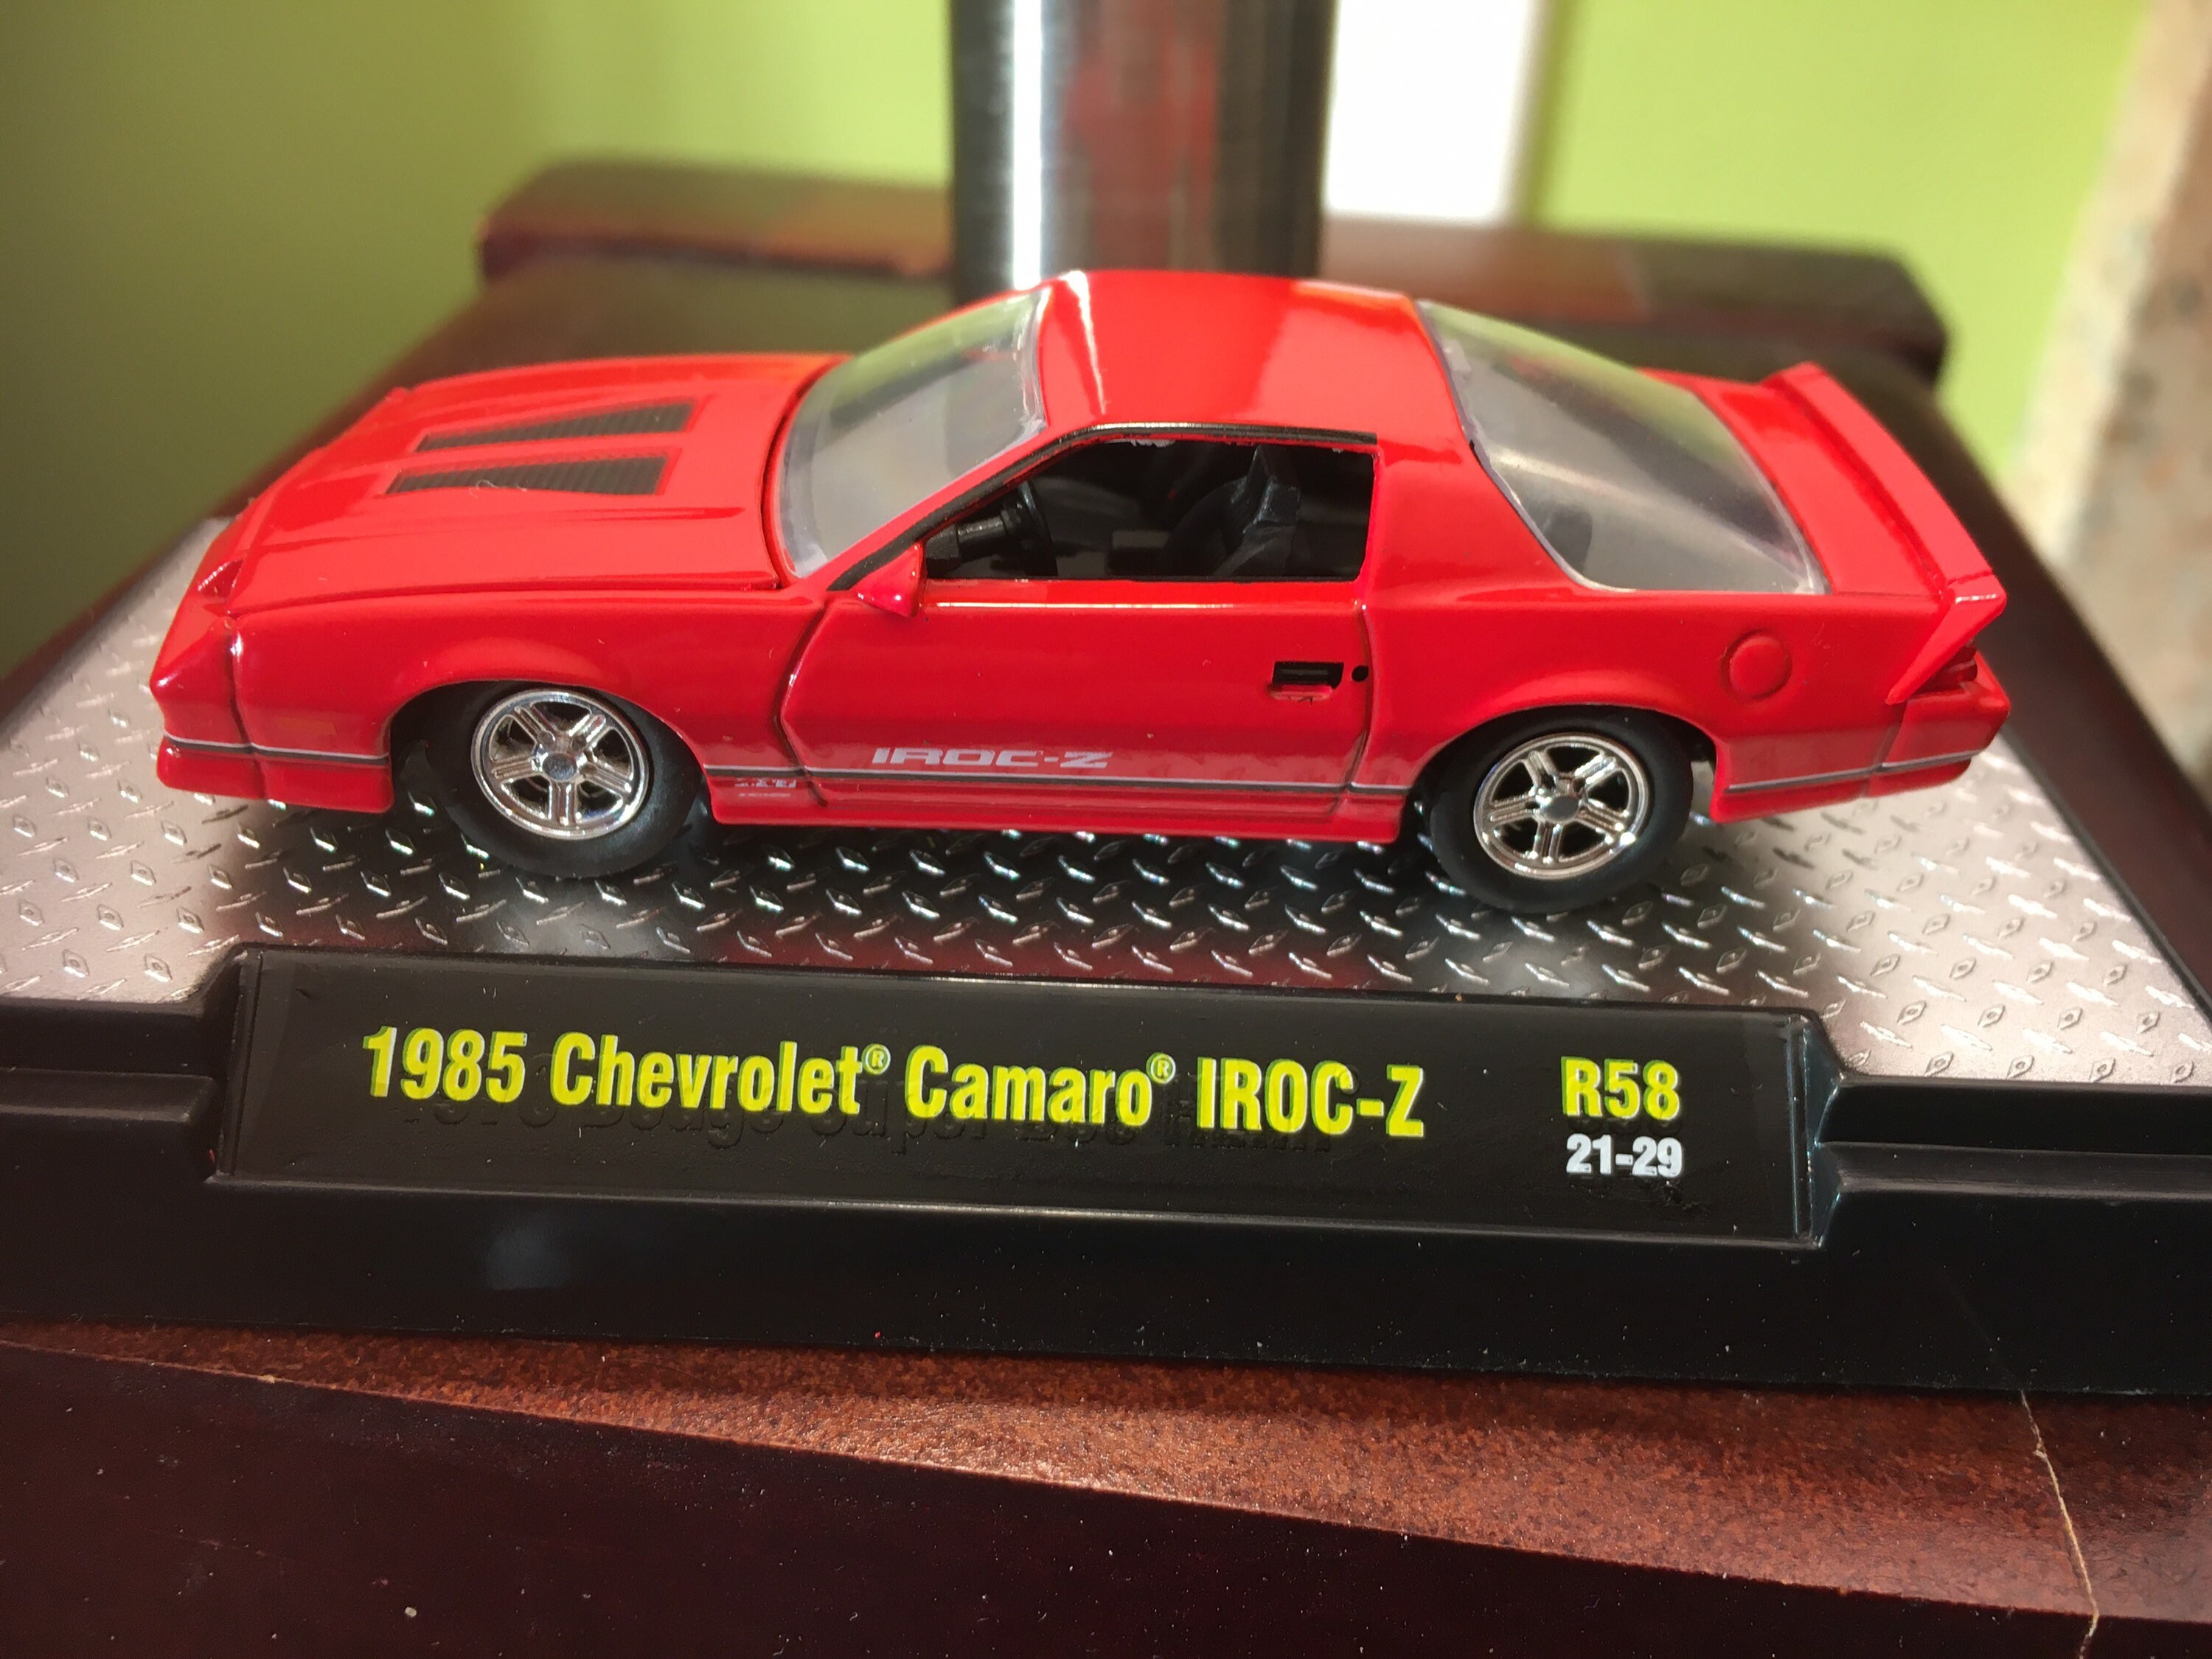 IROC-Z
1985 Chevrolet® Camaro® IROC-Z R58
21-29